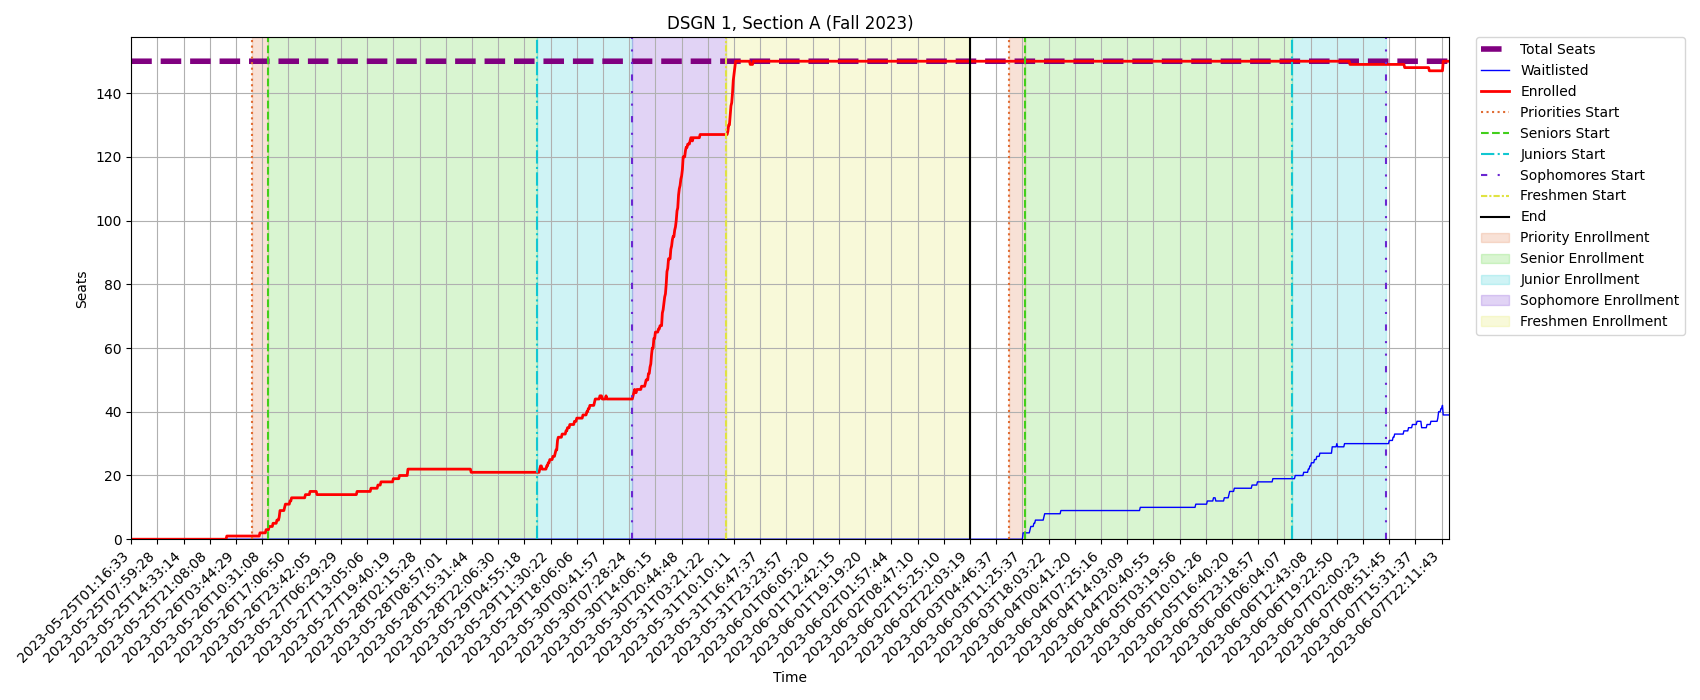 DSGN 1, Section A (Fall 2023)
Total Seats
Waitlisted
Enrolled
Priorities Start
Seniors Start
Juniors Start
Sophomores Start
Freshmen Start
End
Priority Enrollment
Senior Enrollment
Junior Enrollment
Sophomore Enrollment
Freshmen Enrollment
Seats
140
120
100
80
60
40
20
0
2023-05-25T01:16:33
2023-05-25T07:59:28
2023-05-25T14:33:14
2023-05-25T21:08:08
2023-05-26T03:44:29
2023-05-26T10:31:08
2023-05-26T17:06:50
2023-05-26T23:42:05
2023-05-27T06:29:29
2023-05-27T13:05:06
2023-05-27T19:40:19
2023-05-28T02:15:28
2023-05-28T08:57:01
2023-05-28T15:31:44
2023-05-28T22:06:30
2023-05-29T04:55:18
2023-05-29T11:30:22
2023-05-29T18:06:06
2023-05-30T00:41:57
2023-05-30T07:28:24
2023-05-30T14:06:15
2023-05-30T20:44:48
2023-05-31T03:21:22
2023-05-31T10:10:11
2023-05-31T16:47:37
2023-05-31T23:23:57
2023-06-01T06:05:20
2023-06-01T12:42:15
2023-06-01T19:19:20
2023-06-02T01:57:44
2023-06-02T08:47:10
2023-06-02T15:25:10
2023-06-02T22:03:19
2023-06-03T04:46:37
2023-06-03T11:25:37
2023-06-03T18:03:22
2023-06-04T00:41:20
2023-06-04T07:25:16
2023-06-04T14:03:09
2023-06-04T20:40:55
2023-06-05T03:19:56
2023-06-05T10:01:26
2023-06-05T16:40:20
2023-06-05T23:18:57
2023-06-06T06:04:07
2023-06-06T12:43:08
2023-06-06T19:22:50
2023-06-07T02:00:23
2023-06-07T08:51:45
2023-06-07T15:31:37
2023-06-07T22:11:43
Time